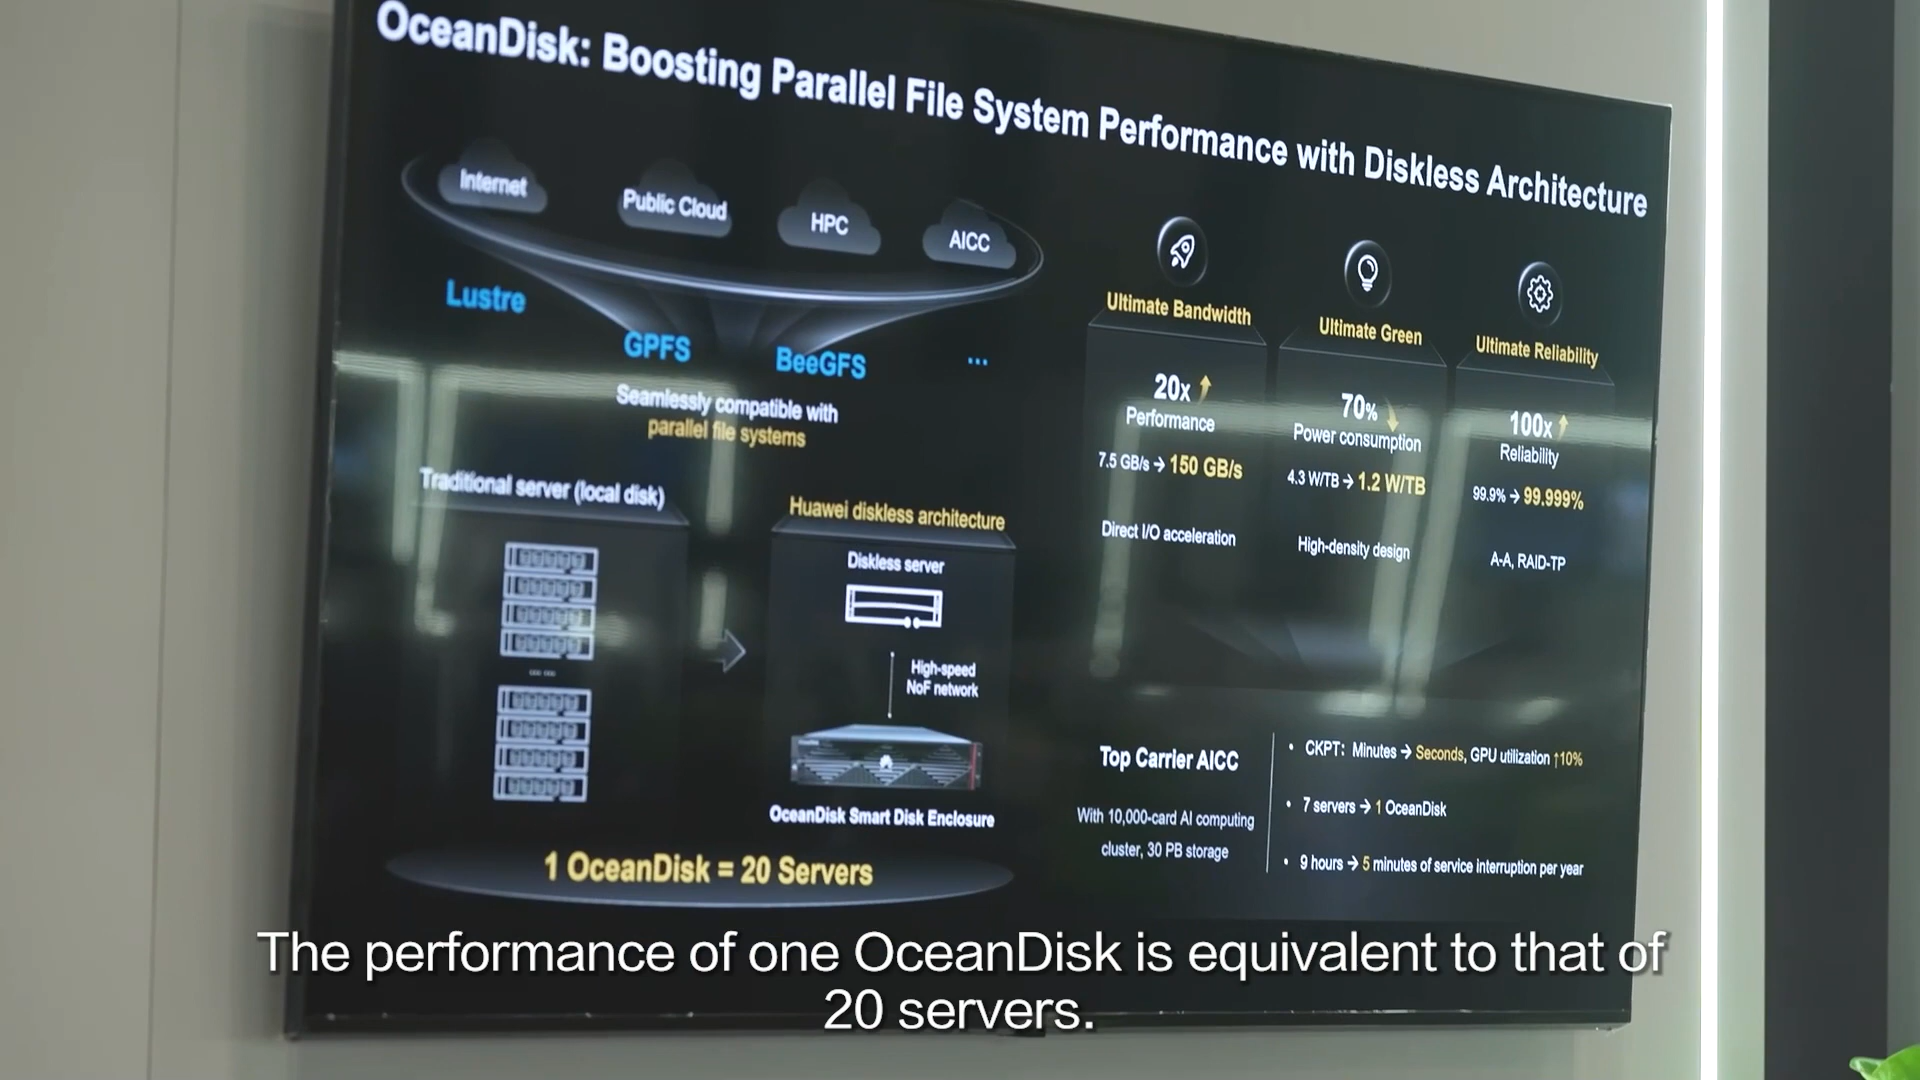 OceanDisk: Boosting Parallel File System Performance with Diskless Architecture
Internet
Public Cloud
HPC
AICC
Lustre
GPFS
BeeGFS
...
Seamlessly compatible with
parallel file systems
Traditional server (local disk)
Huawei diskless architecture
Diskless server
High-speed
NoF network
OceanDisk Smart Disk Enclosure
1 OceanDisk = 20 Servers
Ultimate Bandwidth
20x ↑
Performance
7.5 GB/s → 150 GB/s
Direct I/O acceleration
Ultimate Green
70% ↓
Power consumption
4.3 W/TB → 1.2 W/TB
High-density design
Ultimate Reliability
100x ↑
Reliability
99.9% → 99.999%
A-A, RAID-TP
Top Carrier AICC
With 10,000-card AI computing
cluster, 30 PB storage
• CKPT: Minutes → Seconds, GPU utilization ↑10%
• 7 servers → 1 OceanDisk
• 9 hours → 5 minutes of service interruption per year
The performance of one OceanDisk is equivalent to that of
20 servers.